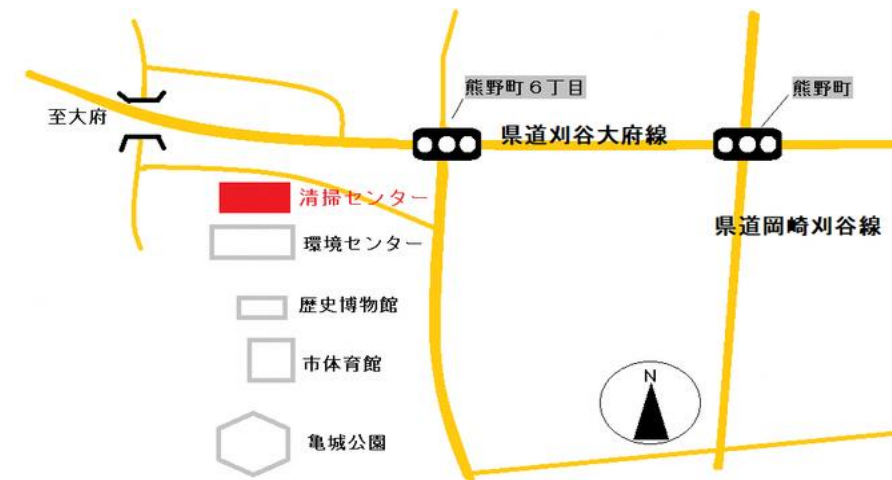 熊野町６丁目
熊野町
至大府
県道刈谷大府線
清掃センター
県道岡崎刈谷線
環境センター
歴史博物館
市体育館
N
亀城公園